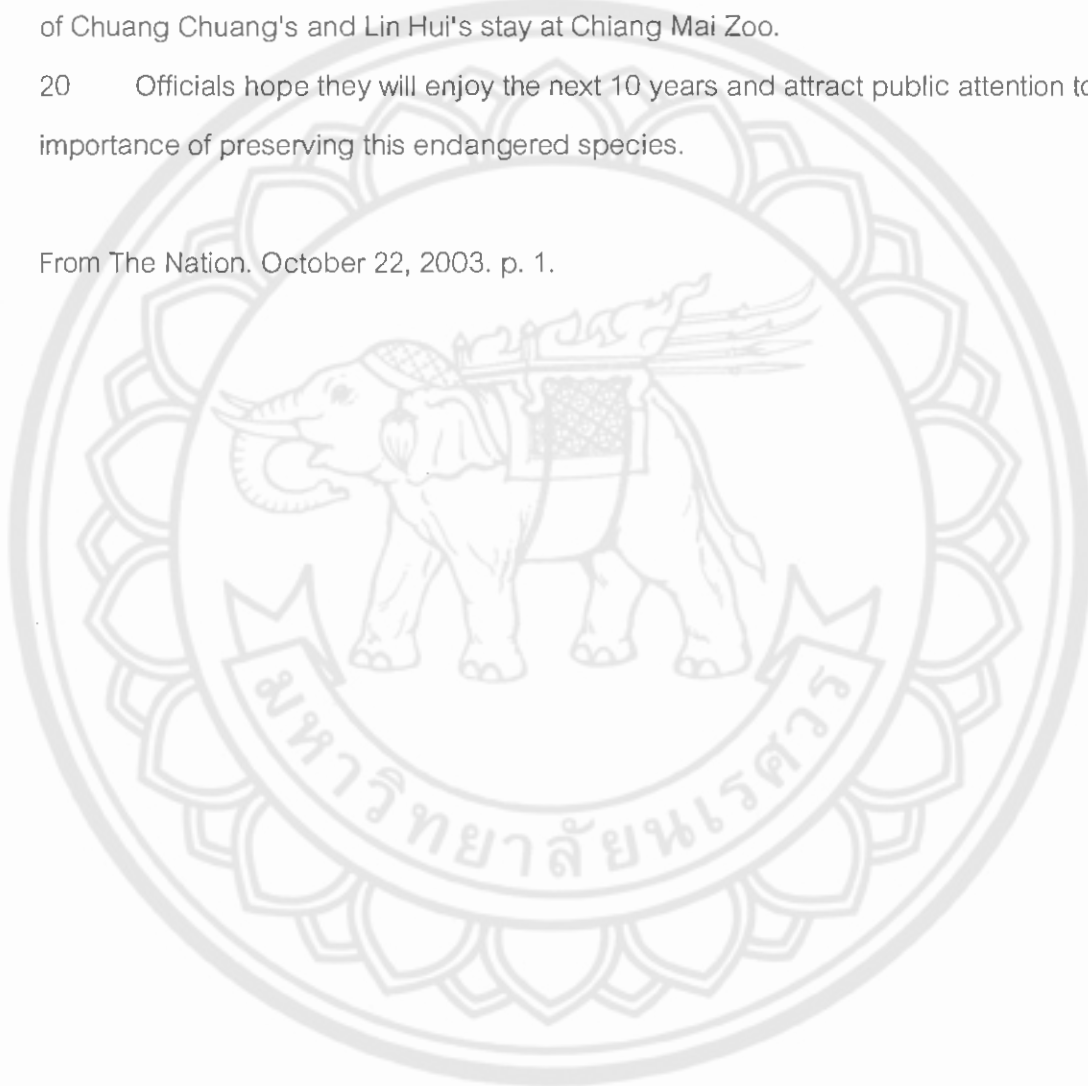 of Chuang Chuang's and Lin Hui's stay at Chiang Mai Zoo.
20 Officials hope they will enjoy the next 10 years and attract public attention to
importance of preserving this endangered species.
From The Nation. October 22, 2003. p. 1.
มหาวิทยาลัยนเรศวร